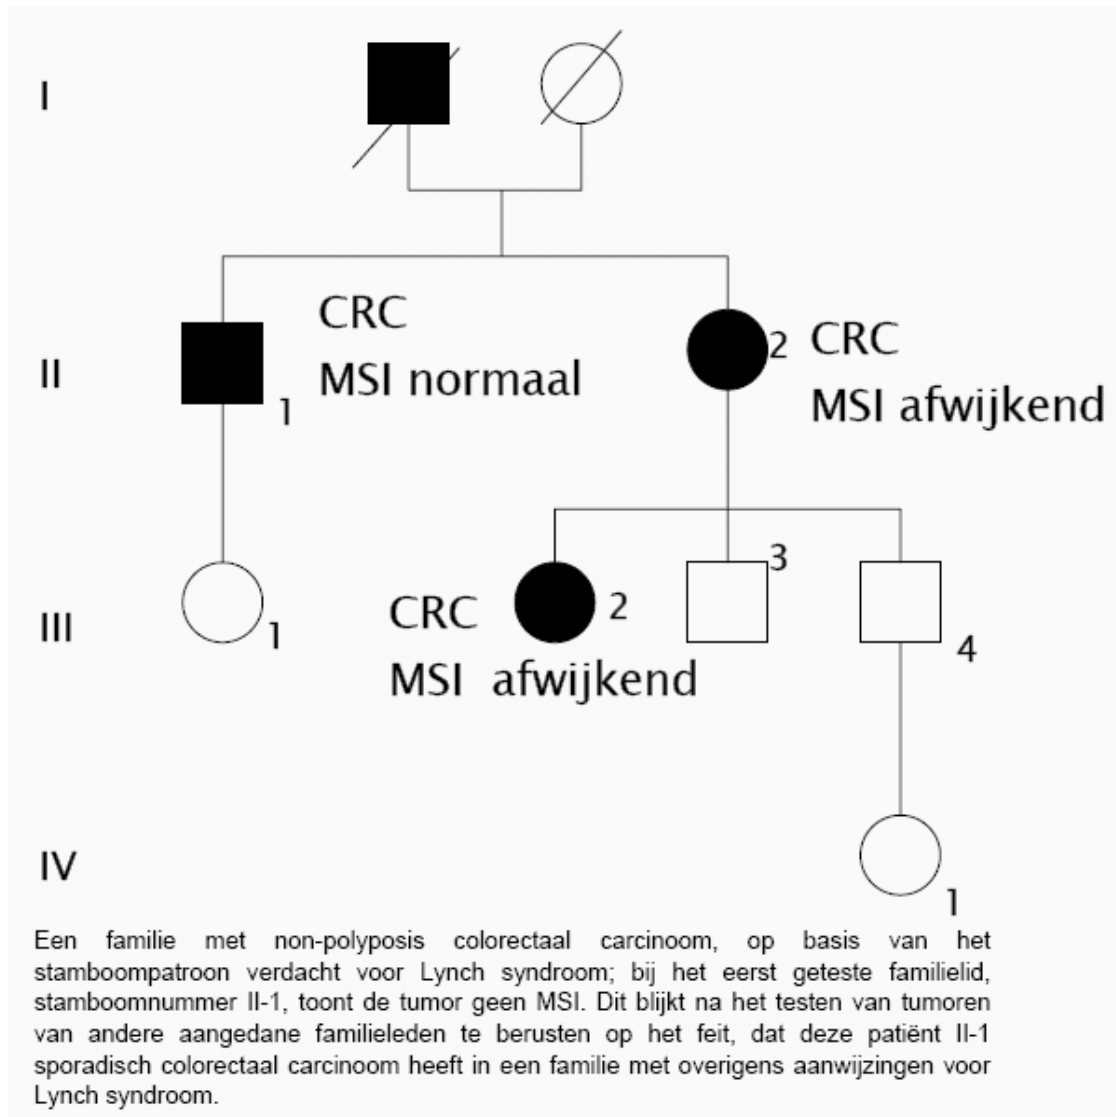 I
CRC
MSI normaal
II
1
2
CRC
MSI afwijkend
3
CRC
2
MSI afwijkend
III
1
4
IV
1
Een familie met non-polyposis colorectaal carcinoom, op basis van het
stamboompatroon verdacht voor Lynch syndroom; bij het eerst geteste familielid,
stamboomnummer II-1, toont de tumor geen MSI. Dit blijkt na het testen van tumoren
van andere aangedane familieleden te berusten op het feit, dat deze patiënt II-1
sporadisch colorectaal carcinoom heeft in een familie met overigens aanwijzingen voor
Lynch syndroom.